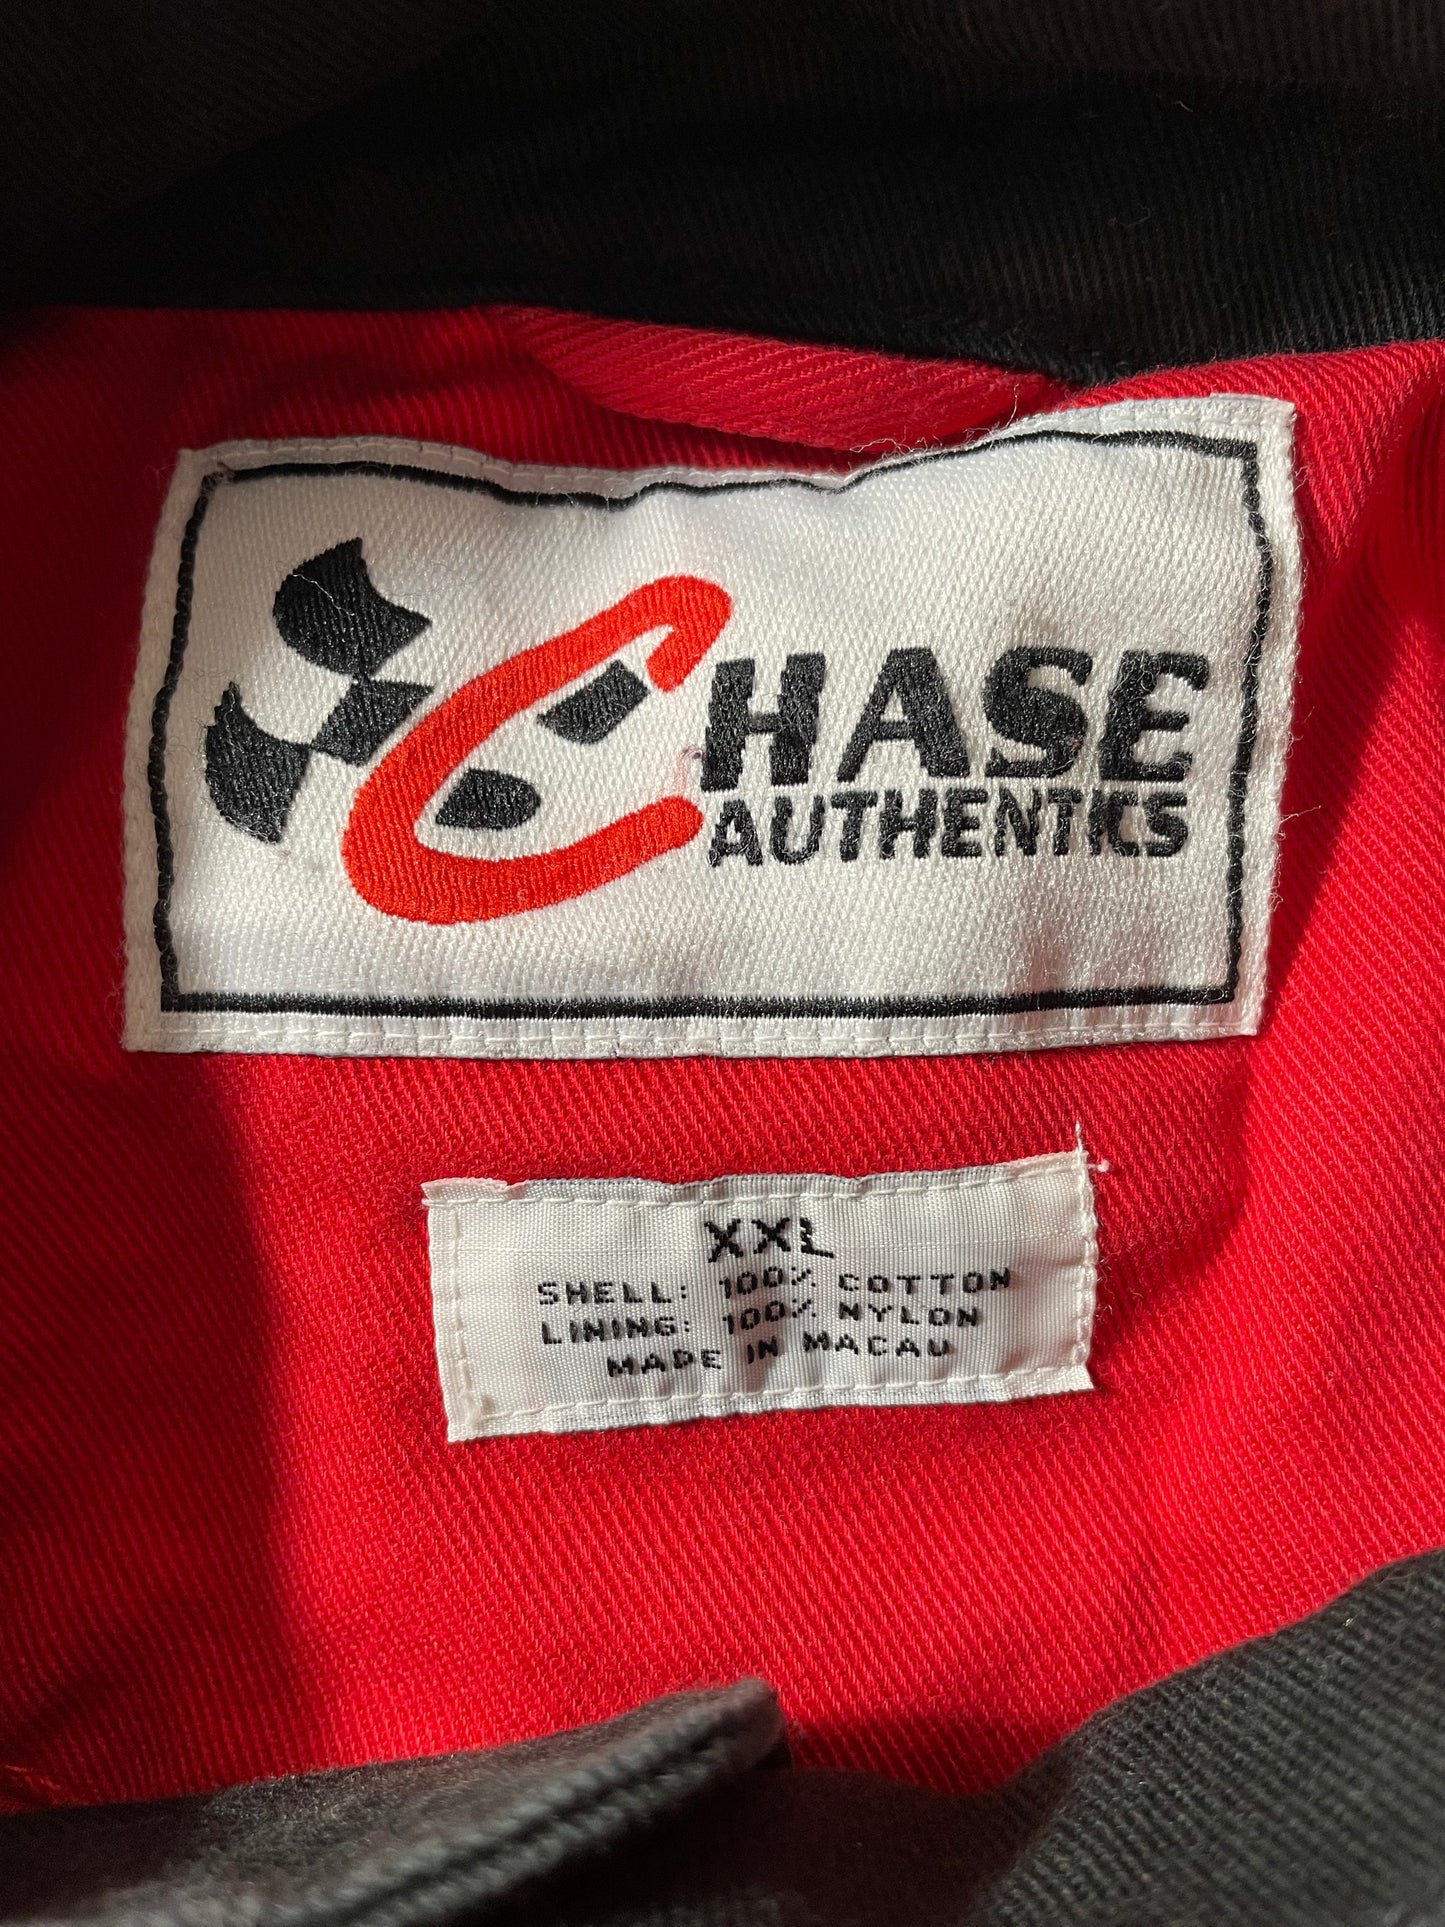 CHASE
AUTHENTICS
XXL
SHELL: 100% COTTON
LINING: 100% NYLON
MADE IN MACAU